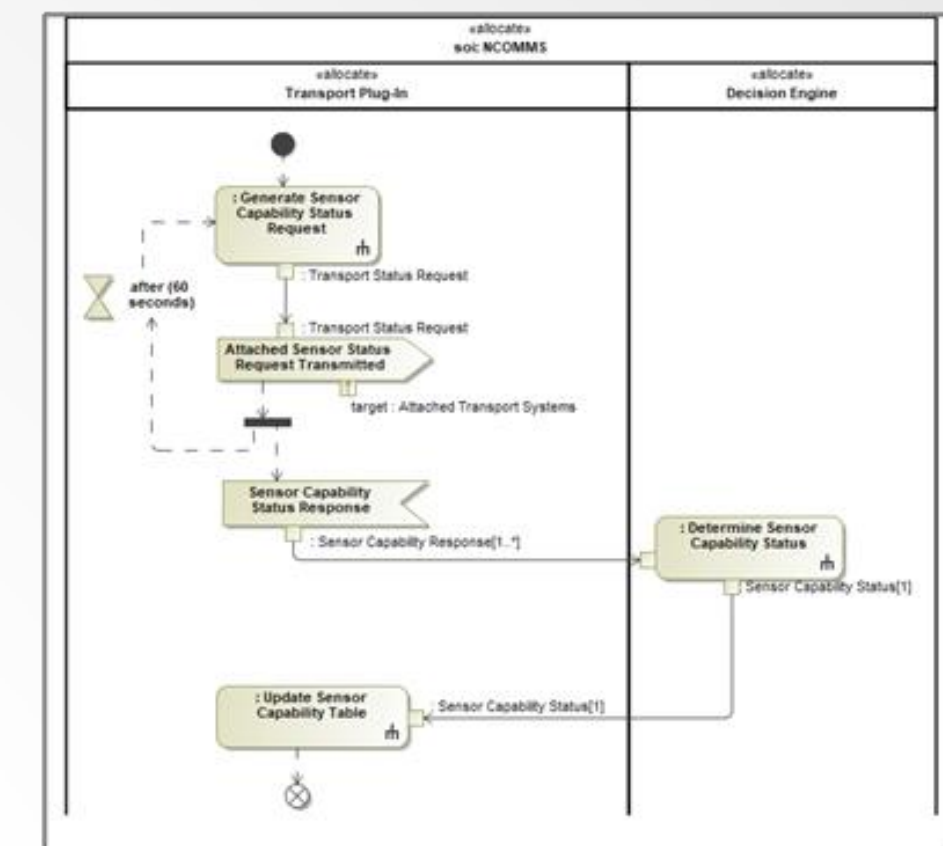 «allocate»
soi: NCOMMS
«allocate»
Transport Plug-In
«allocate»
Decision Engine
: Generate Sensor
Capability Status
Request
: Transport Status Request
after (60
seconds)
: Transport Status Request
Attached Sensor Status
Request Transmitted
target : Attached Transport Systems
Sensor Capability
Status Response
: Sensor Capability Response[1..*]
: Determine Sensor
Capability Status
: Sensor Capability Status[1]
: Update Sensor
Capability Table
: Sensor Capability Status[1]